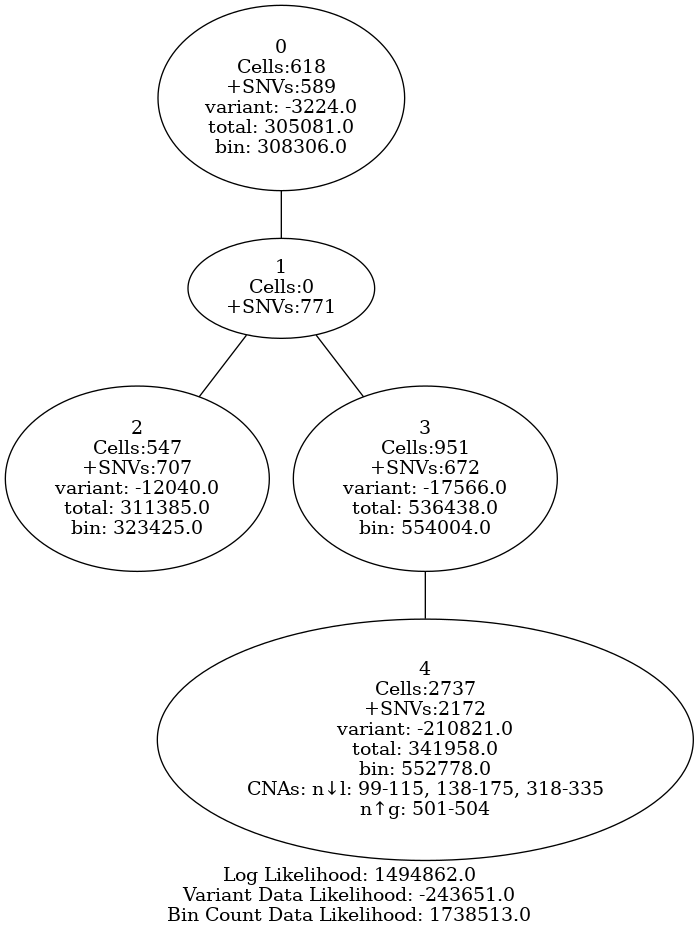 0
Cells:618
+SNVs:589
variant: -3224.0
total: 305081.0
bin: 308306.0
1
Cells:0
+SNVs:771
2
Cells:547
+SNVs:707
variant: -12040.0
total: 311385.0
bin: 323425.0
3
Cells:951
+SNVs:672
variant: -17566.0
total: 536438.0
bin: 554004.0
4
Cells:2737
+SNVs:2172
variant: -210821.0
total: 341958.0
bin: 552778.0
CNAs: n↓l: 99-115, 138-175, 318-335
n↑g: 501-504
Log Likelihood: 1494862.0
Variant Data Likelihood: -243651.0
Bin Count Data Likelihood: 1738513.0